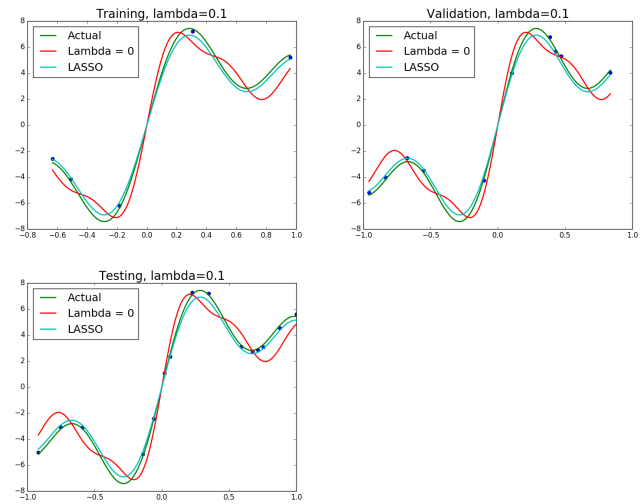 Training, lambda=0.1
8
6
4
2
0
−2
−4
−6
−8
Actual
Lambda = 0
LASSO
−0.8 −0.6 −0.4 −0.2 0.0 0.2 0.4 0.6 0.8 1.0
Validation, lambda=0.1
8
6
4
2
0
−2
−4
−6
−8
Actual
Lambda = 0
LASSO
−1.0 −0.5 0.0 0.5 1.0
Testing, lambda=0.1
8
6
4
2
0
−2
−4
−6
−8
Actual
Lambda = 0
LASSO
−1.0 −0.5 0.0 0.5 1.0